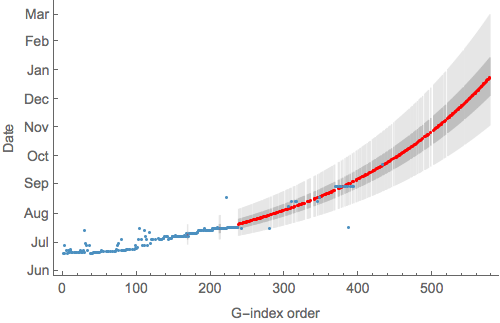 Mar
Feb
Jan
Dec
Nov
Oct
Sep
Aug
Jul
Jun
Date
0 100 200 300 400 500
G-index order